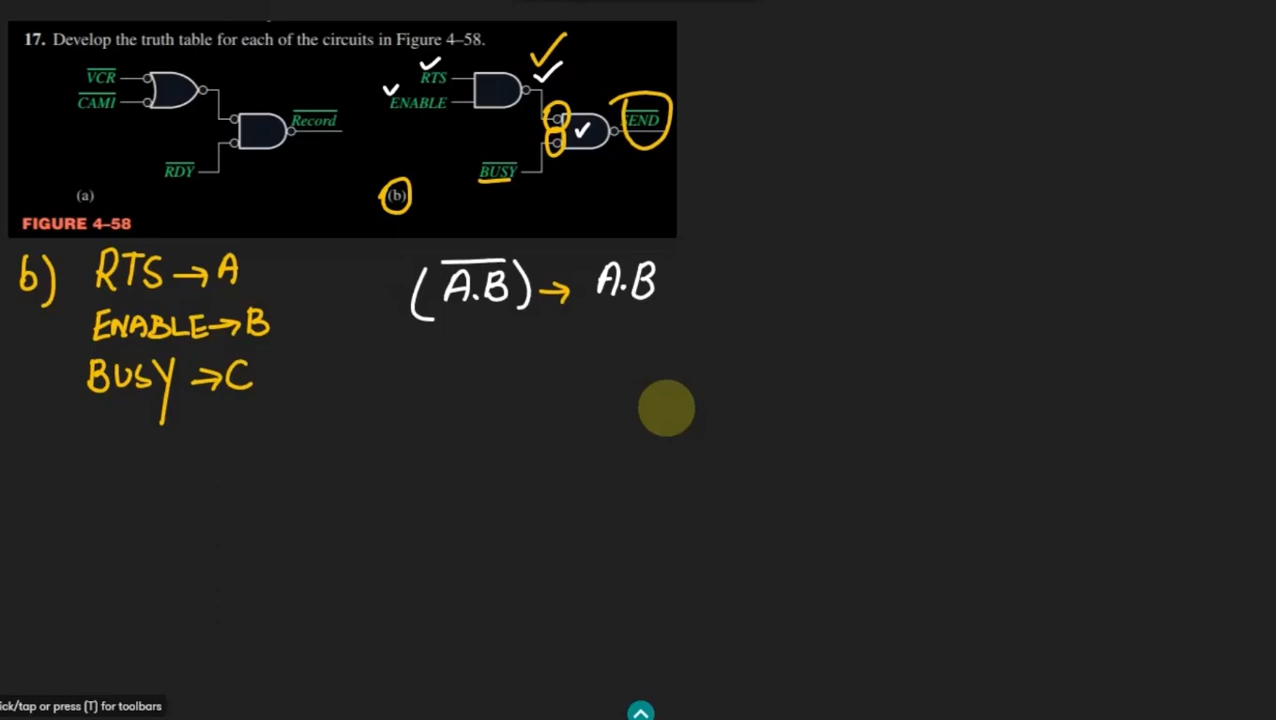 17. Develop the truth table for each of the circuits in Figure 4–58.
VCR
CAMI
Record
RDY
(a)
RTS
ENABLE
BUSY
(b)
FIGURE 4–58
b) RTS → A
ENABLE → B
BUSY → C
(A.B) → A.B
ick/tap or press (T) for toolbars